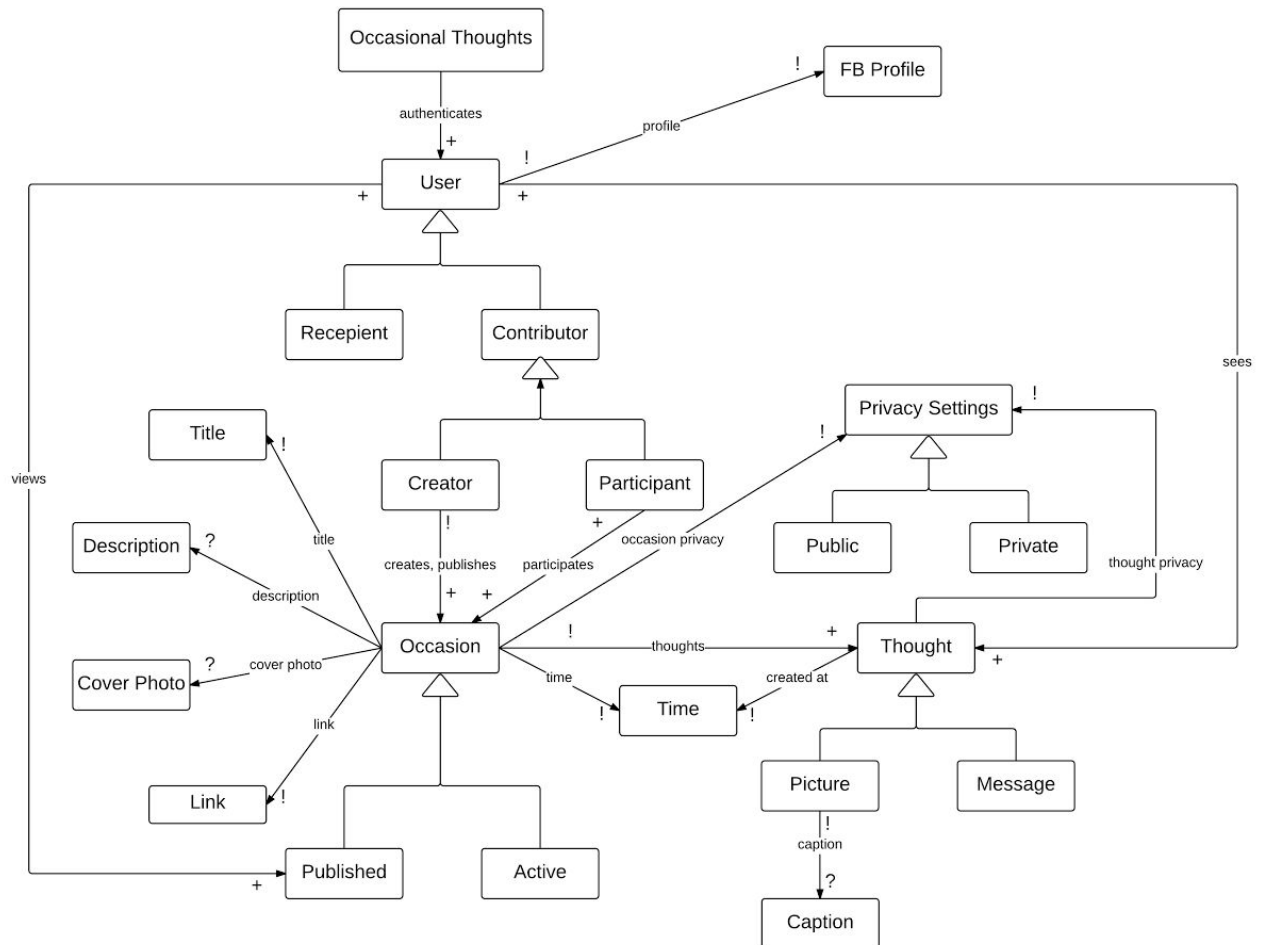 Occasional Thoughts
!
FB Profile
authenticates
profile
+
!
User
+
+
Recepient
Contributor
sees
Privacy Settings
!
Title
!
!
views
Creator
Participant
!
+
Description
?
title
occasion privacy
Public
Private
creates, publishes
participates
thought privacy
description
+
+
!
+
Occasion
thoughts
Thought
?
cover photo
+
Cover Photo
time
created at
!
Time
!
link
Picture
Message
Link
!
!
caption
Published
Active
+
?
Caption